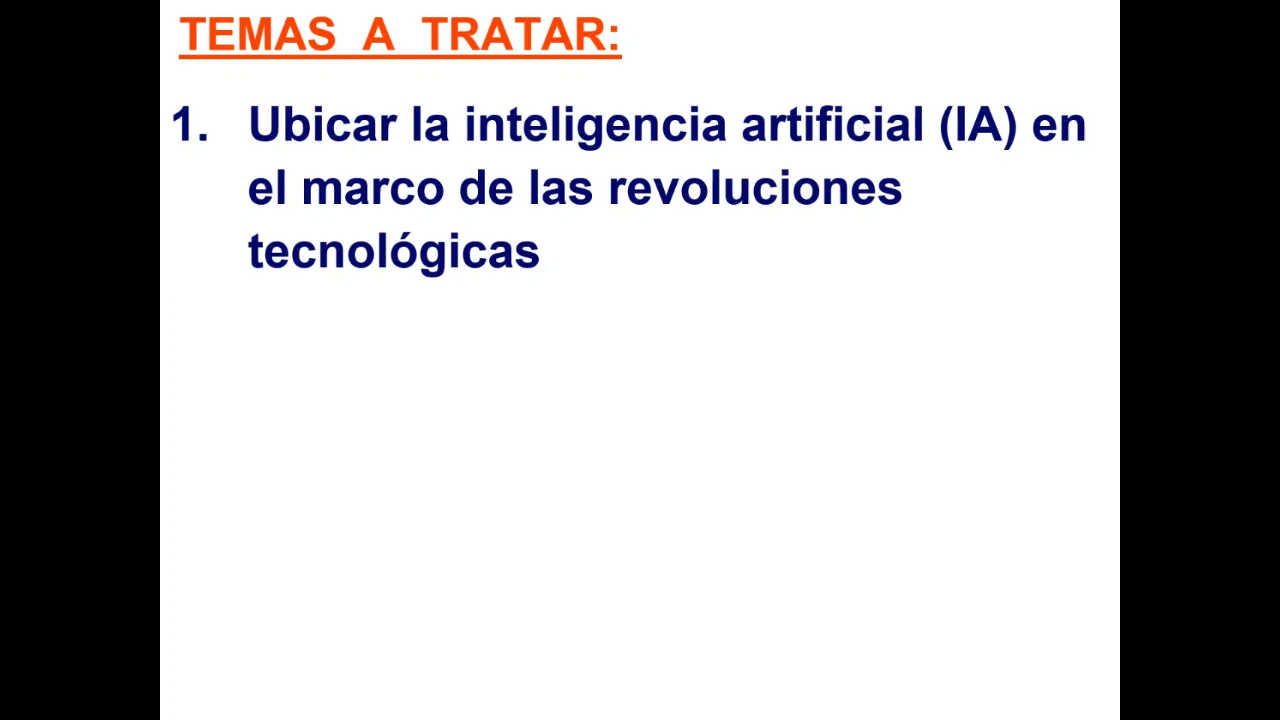 TEMAS A TRATAR:
1. Ubicar la inteligencia artificial (IA) en
el marco de las revoluciones
tecnológicas